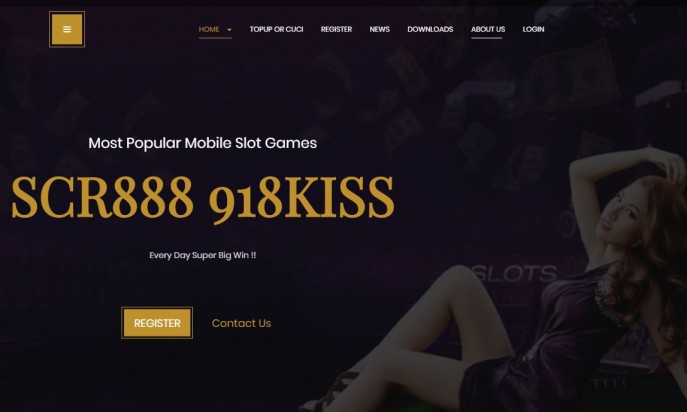 HOME TOPUP OR CUCI REGISTER NEWS DOWNLOADS ABOUT US LOGIN
Most Popular Mobile Slot Games
SCR888 918KISS
Every Day Super Big Win !!
SLOTS
REGISTER Contact Us